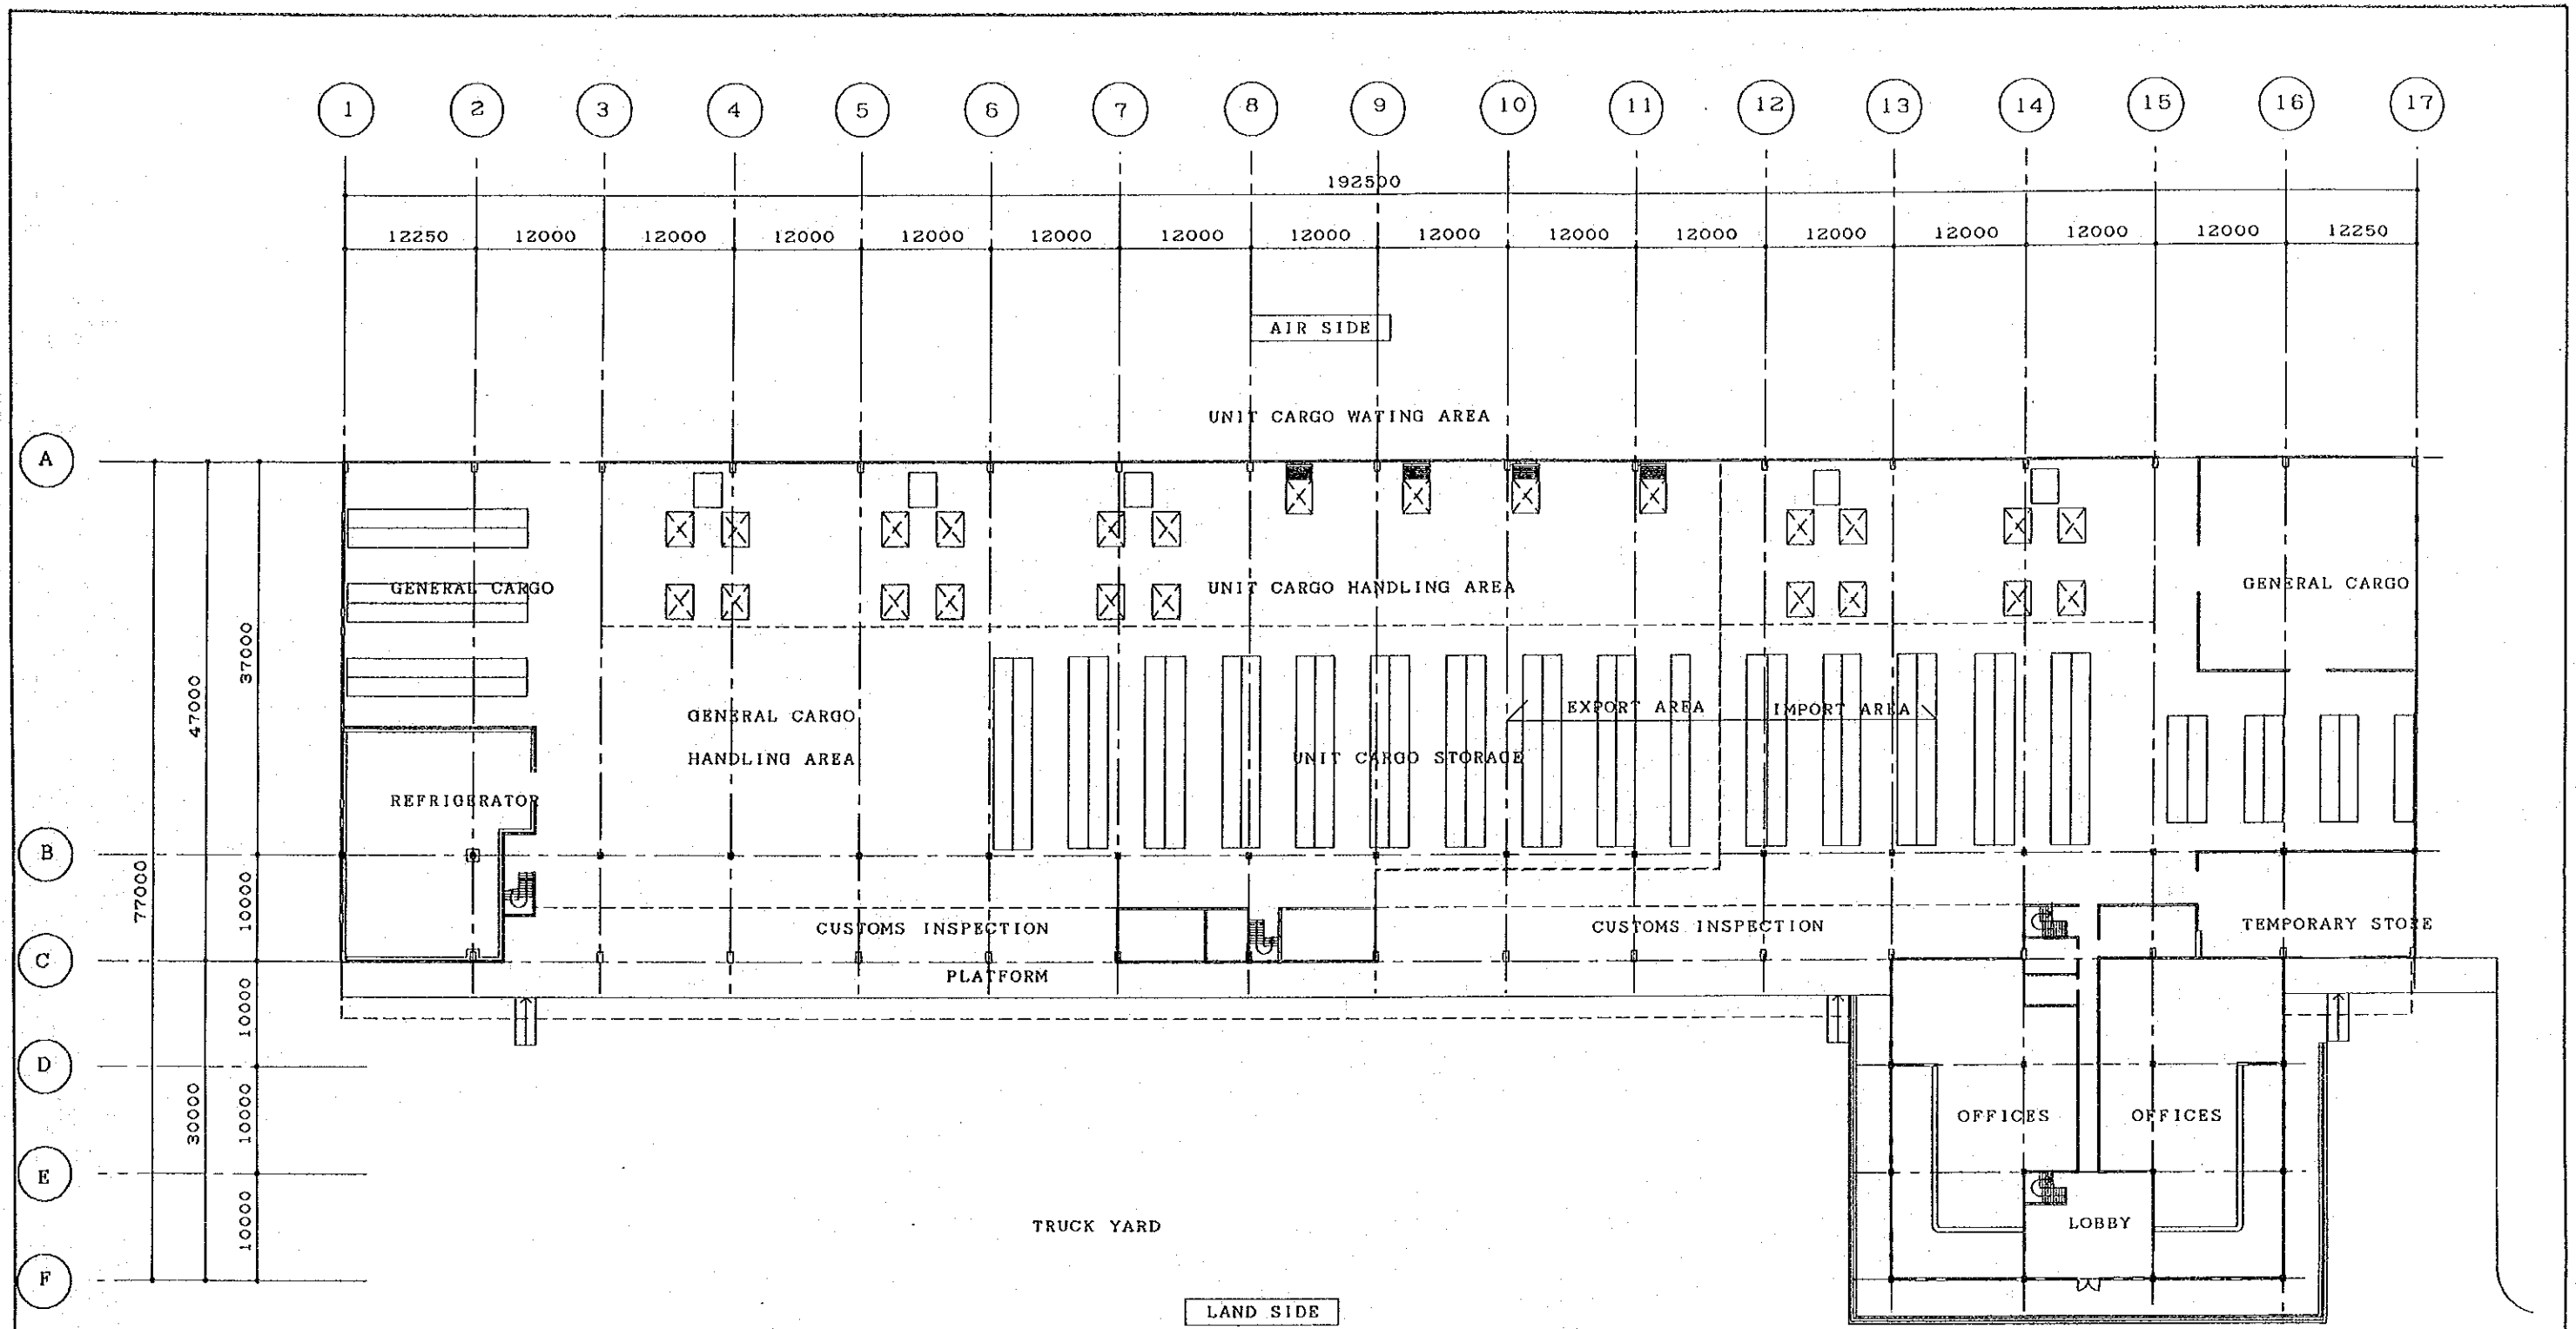 1 2 3 4 5 6 7 8 9 10 11 12 13 14 15 16 17
192500
12250 12000 12000 12000 12000 12000 12000 12000 12000 12000 12000 12000 12000 12000 12000 12250
AIR SIDE
UNIT CARGO WATING AREA
A
GENERAL CARGO
UNIT CARGO HANDLING AREA
GENERAL CARGO
37000
47000
77000
GENERAL CARGO
HANDLING AREA
EXPORT AREA
IMPORT AREA
UNIT CARGO STORAGE
REFRIGERATOR
B
10000
CUSTOMS INSPECTION
CUSTOMS INSPECTION
TEMPORARY STORE
C
PLATFORM
10000
D
30000
10000
OFFICES
OFFICES
E
10000
TRUCK YARD
LOBBY
F
LAND SIDE